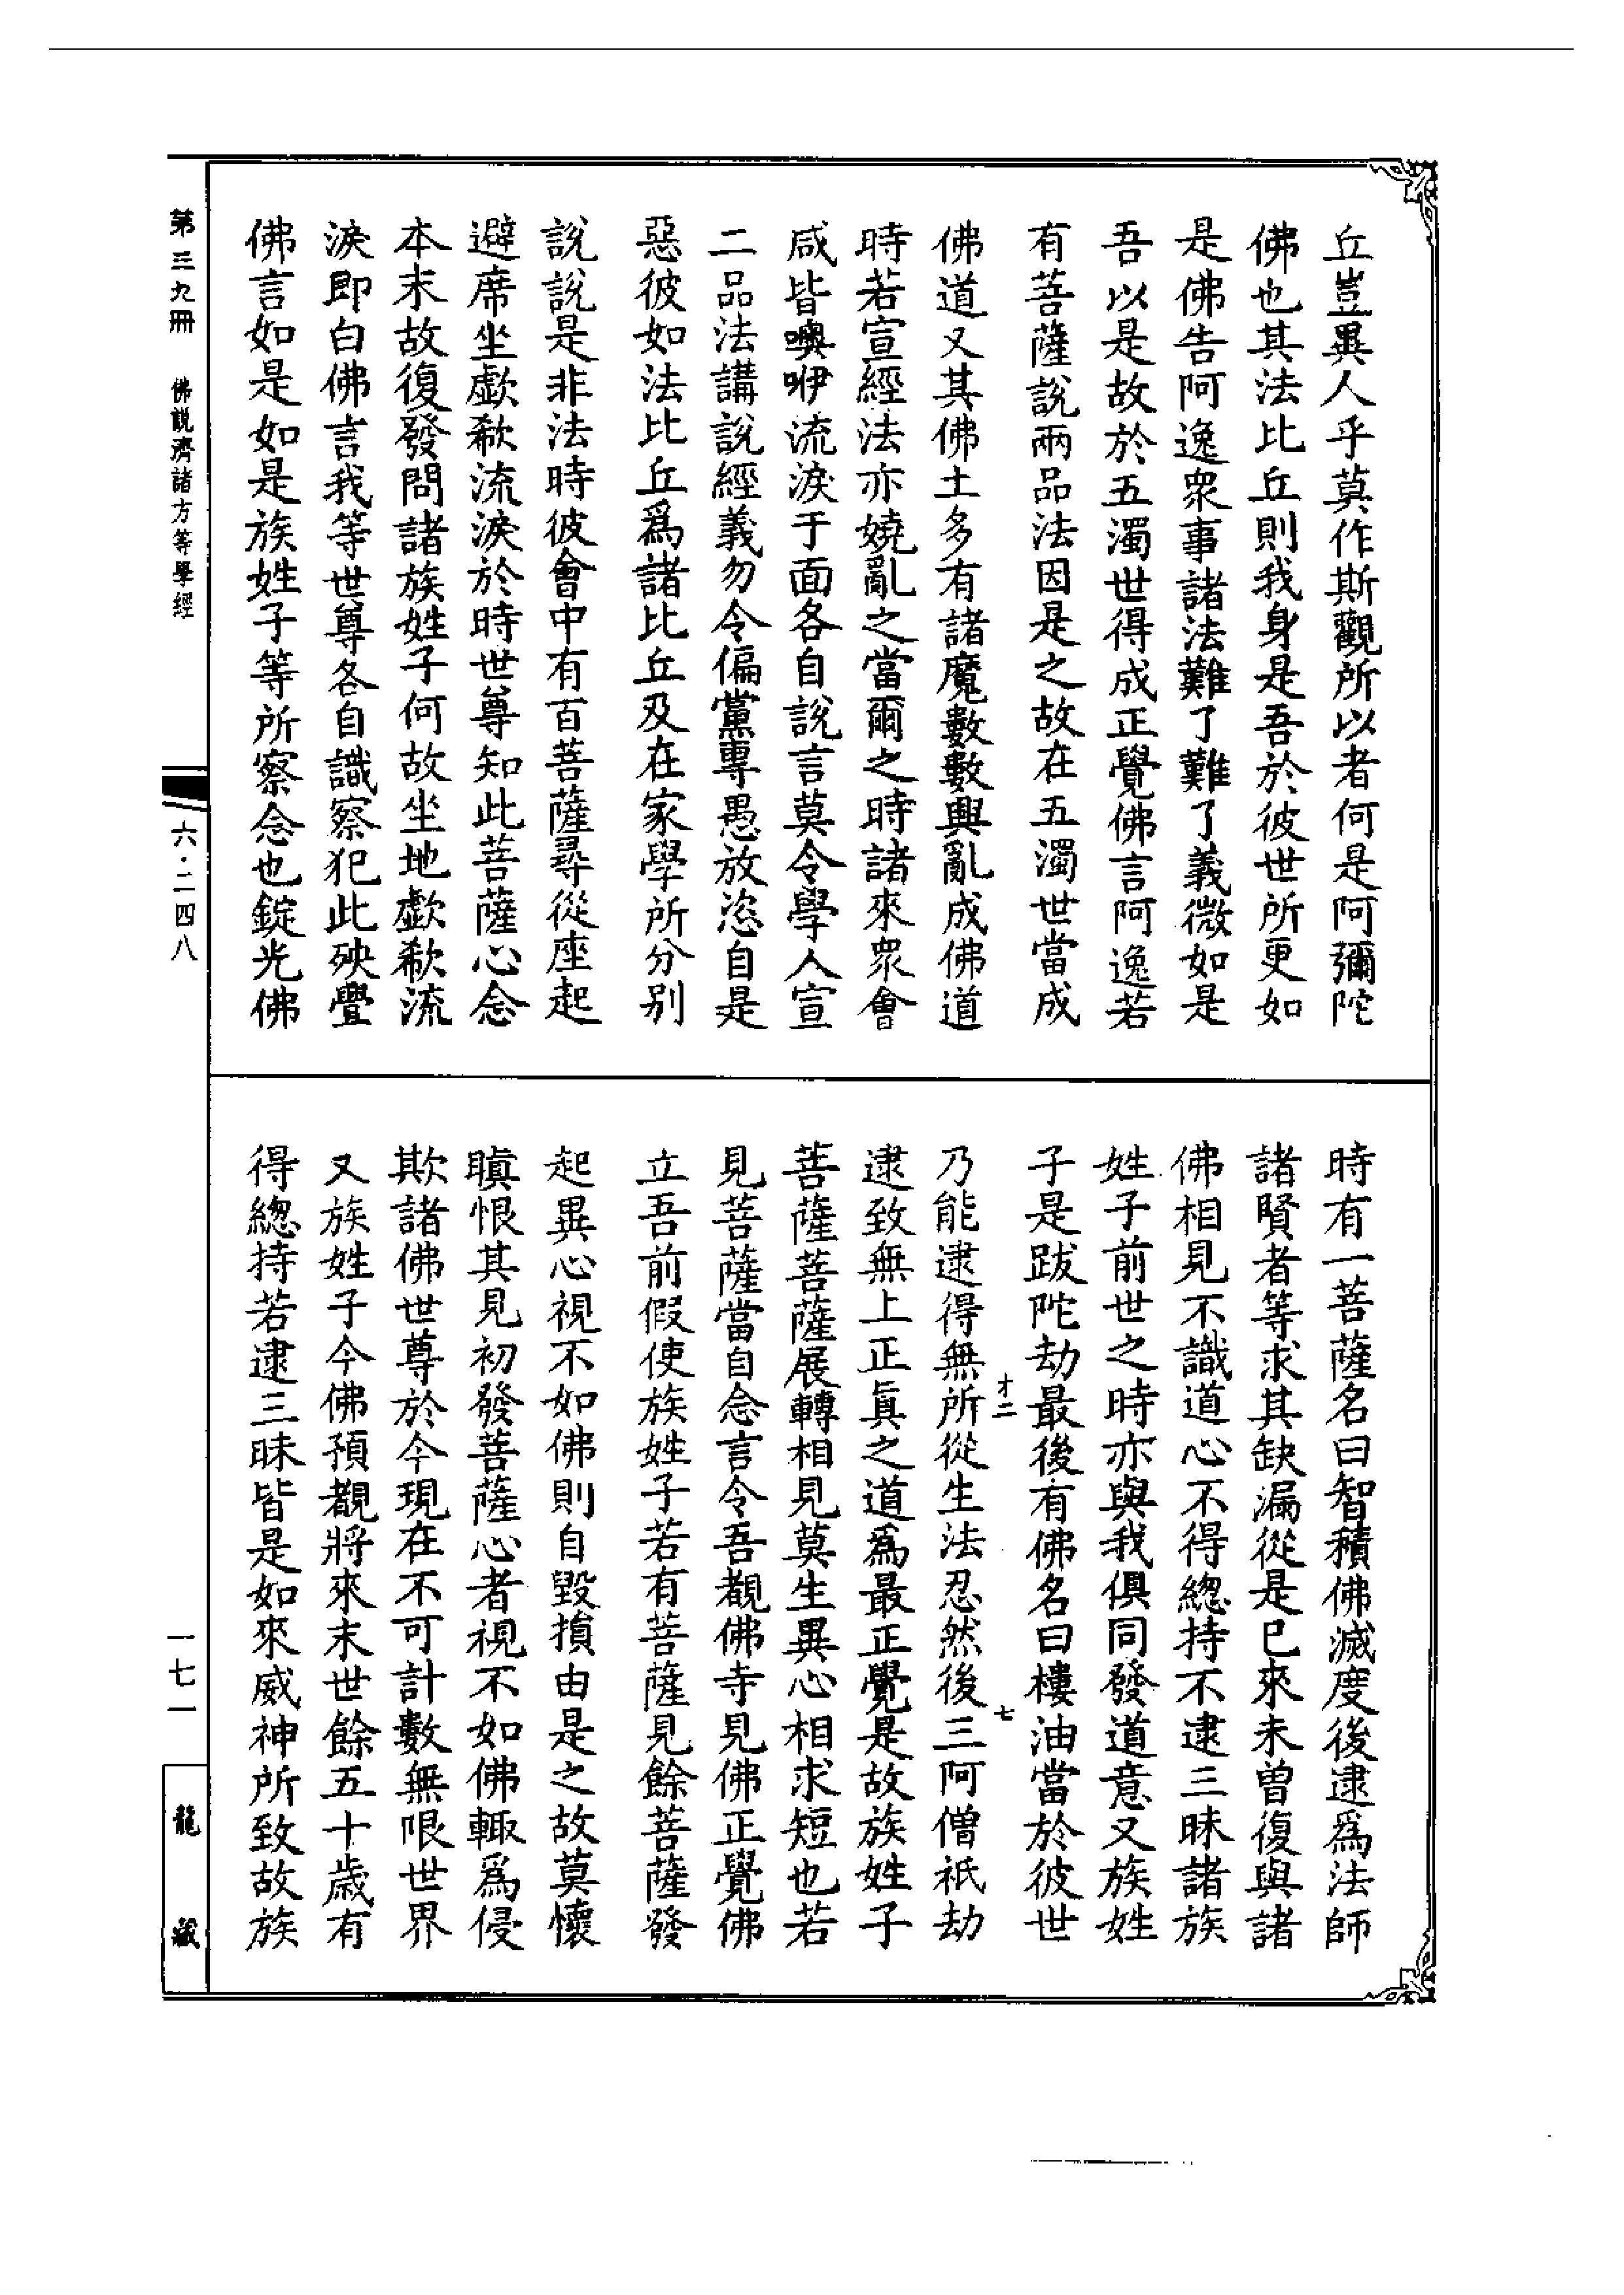 丘豈異人乎莫作斯觀所以者何是阿彌陀
佛也其法比丘則我身是吾於彼世所更如
是佛告阿逸衆事諸法難了難了義微如是
吾以是故於五濁世得成正覺佛言阿逸若
有菩薩說兩品法因是之故在五濁世當成
佛道又其佛土多有諸魔數數興亂成佛道
時若宣經法亦嬈亂之當爾之時諸來衆會
咸皆噢咿流淚于面各自說言莫令學人宣
二品法講說經義勿令偏黨專愚放恣自是
惡彼如法比丘爲諸比丘及在家學所分别
說說是非法時彼會中有百菩薩尋從座起
避席坐歔欷流淚於時世尊知此菩薩心念
本末故復發問諸族姓子何故坐地歔欷流
淚即白佛言我等世尊各自識察犯此殃舋
佛言如是如是族姓子等所察念也錠光佛
時有一菩薩名曰智積佛滅度後逮爲法師
諸賢者等求其缺漏從是已來未曾復與諸
佛相見不識道心不得總持不逮三昧諸族
姓子前世之時亦與我俱同發道意又族姓
子是跋陀劫最後有佛名曰樓油當於彼世
才二 七
乃能逮得無所從生法忍然後三阿僧祇劫
逮致無上正眞之道爲最正覺是故族姓子
菩薩菩薩展轉相見莫生異心相求短也若
見菩薩當自念言令吾覩佛寺見佛正覺佛
立吾前假使族姓子若有菩薩見餘菩薩發
起異心視不如佛則自毀損由是之故莫懷
瞋恨其見初發菩薩心者視不如佛輙爲侵
欺諸佛世尊於今現在不可計數無限世界
又族姓子今佛預覩將來末世餘五十歲有
得總持若逮三昧皆是如來威神所致故族
第三九冊 佛説濟諸方等學經
六·二四八
一七一
龍藏